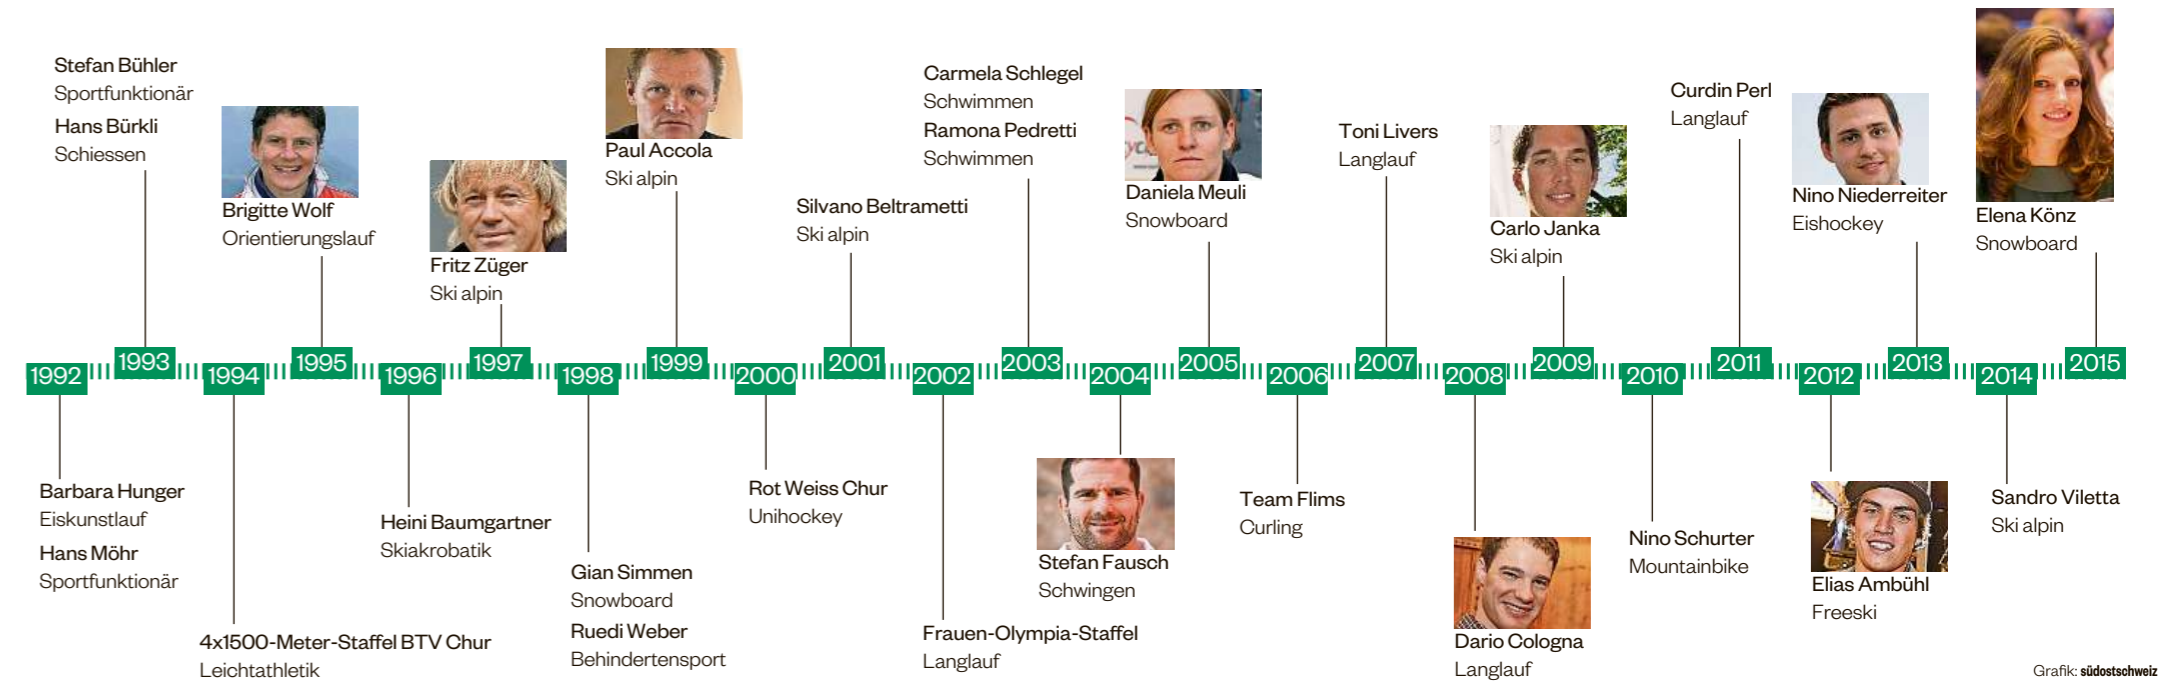 Stefan Bühler
Sportfunktionär
Hans Bürkli
Schiessen
Brigitte Wolf
Orientierungslauf
Fritz Züger
Ski alpin
Paul Accola
Ski alpin
Silvano Beltrametti
Ski alpin
Carmela Schlegel
Schwimmen
Ramona Pedretti
Schwimmen
Daniela Meuli
Snowboard
Toni Livers
Langlauf
Carlo Janka
Ski alpin
Curdin Perl
Langlauf
Nino Niederreiter
Eishockey
Elena Könz
Snowboard
1992 1993 1994 1995 1996 1997 1998 1999 2000 2001 2002 2003 2004 2005 2006 2007 2008 2009 2010 2011 2012 2013 2014 2015
Barbara Hunger
Eiskunstlauf
Hans Möhr
Sportfunktionär
4x1500-Meter-Staffel BTV Chur
Leichtathletik
Heini Baumgartner
Skiakrobatik
Gian Simmen
Snowboard
Ruedi Weber
Behindertensport
Rot Weiss Chur
Unihockey
Frauen-Olympia-Staffel
Langlauf
Stefan Fausch
Schwingen
Team Flims
Curling
Dario Cologna
Langlauf
Nino Schurter
Mountainbike
Elias Ambühl
Freeski
Sandro Viletta
Ski alpin
Grafik: südostschweiz